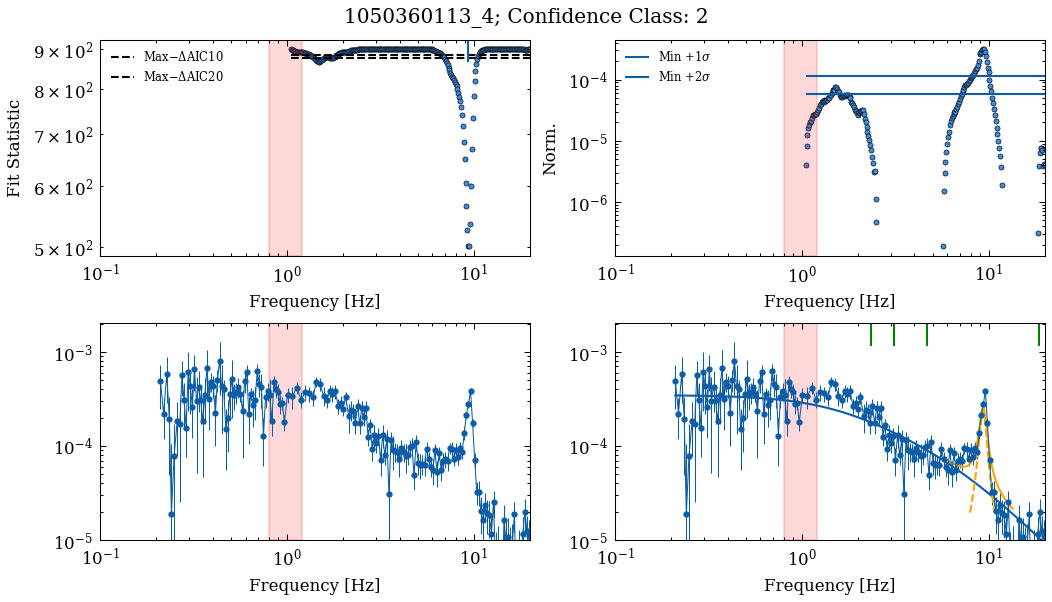 1050360113_4; Confidence Class: 2
Fit Statistic
9 × 10²
8 × 10²
7 × 10²
6 × 10²
5 × 10²
Max−ΔAIC10
Max−ΔAIC20
10⁻¹ 10⁰ 10¹
Frequency [Hz]
Norm.
10⁻⁴
10⁻⁵
10⁻⁶
Min +1σ
Min +2σ
10⁻¹ 10⁰ 10¹
Frequency [Hz]
10⁻³
10⁻⁴
10⁻⁵
10⁻¹ 10⁰ 10¹
Frequency [Hz]
10⁻³
10⁻⁴
10⁻⁵
10⁻¹ 10⁰ 10¹
Frequency [Hz]